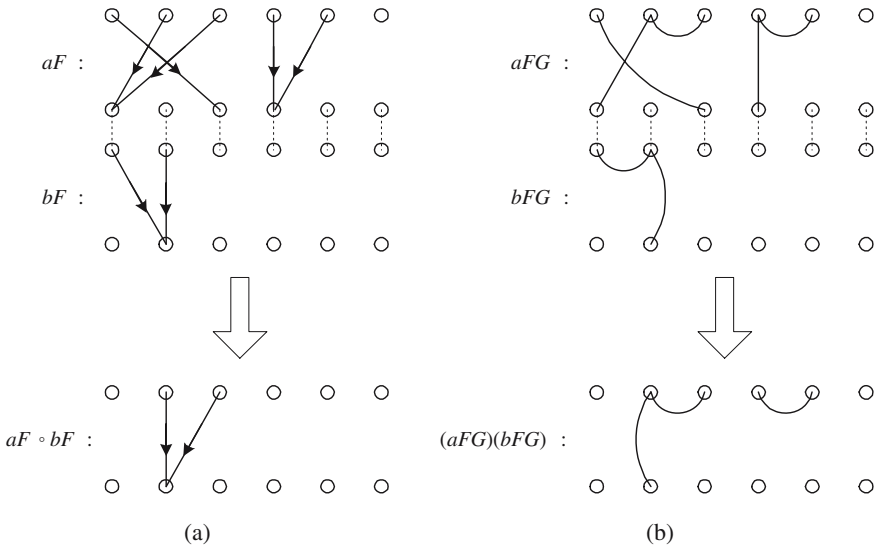 aF :
bF :
aF ∘ bF :
(a)
aFG :
bFG :
(aFG)(bFG) :
(b)